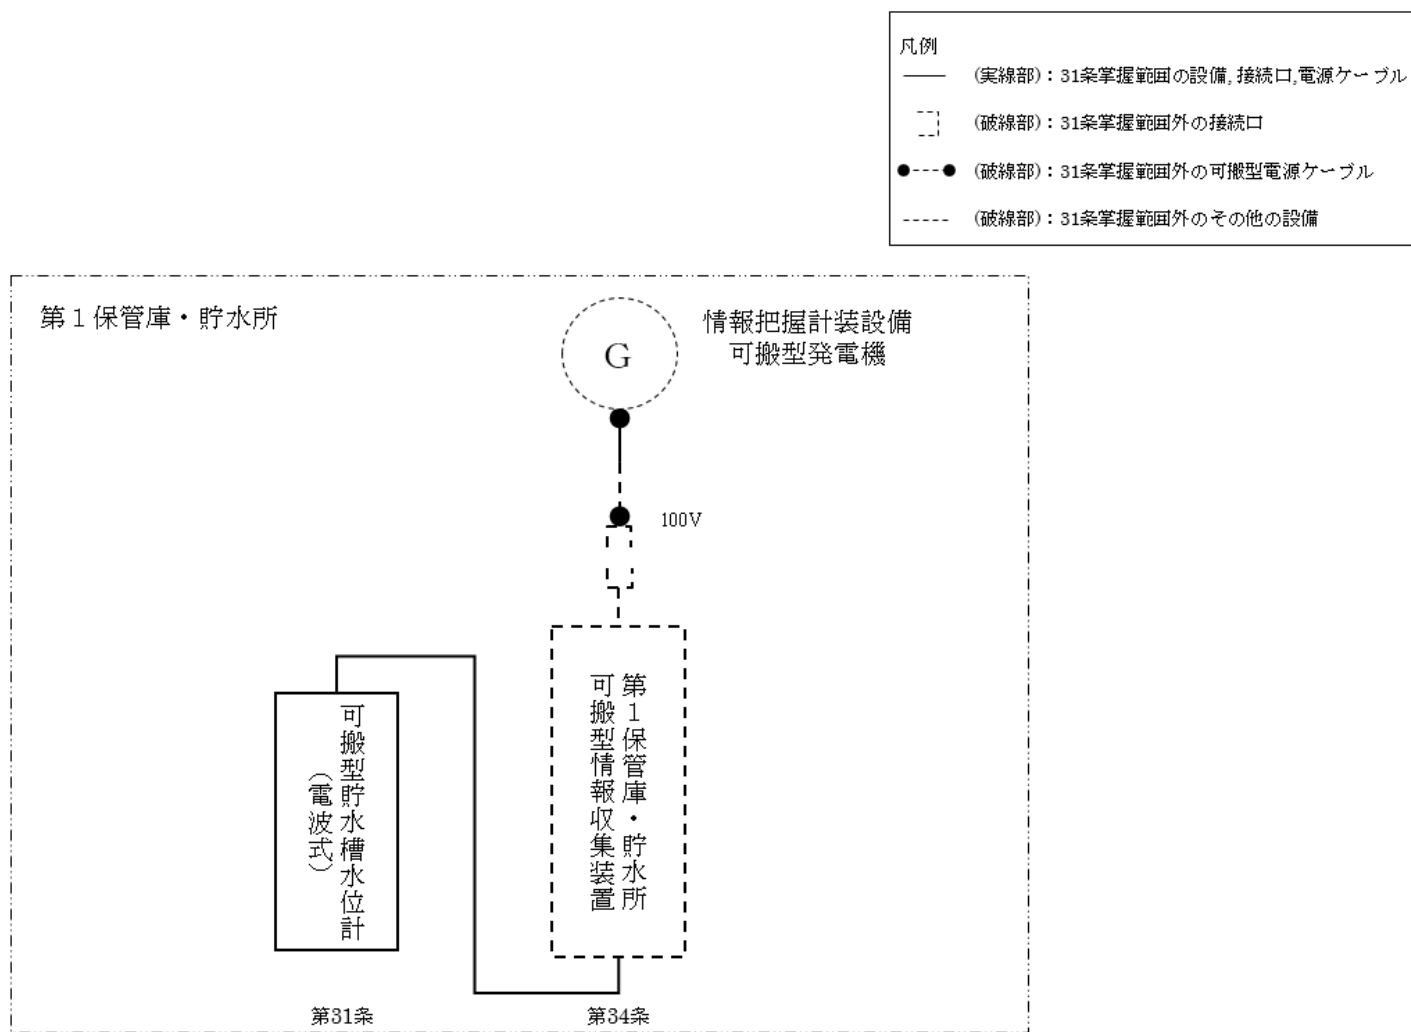 凡例
(実線部)：31条掌握範囲の設備,接続口,電源ケーブル
(破線部)：31条掌握範囲外の接続口
(破線部)：31条掌握範囲外の可搬型電源ケーブル
(破線部)：31条掌握範囲外のその他の設備
第１保管庫・貯水所
情報把握計装設備
可搬型発電機
G
100V
第１保管庫・貯水所
可搬型情報収集装置
可搬型貯水槽水位計
（電波式）
第31条
第34条